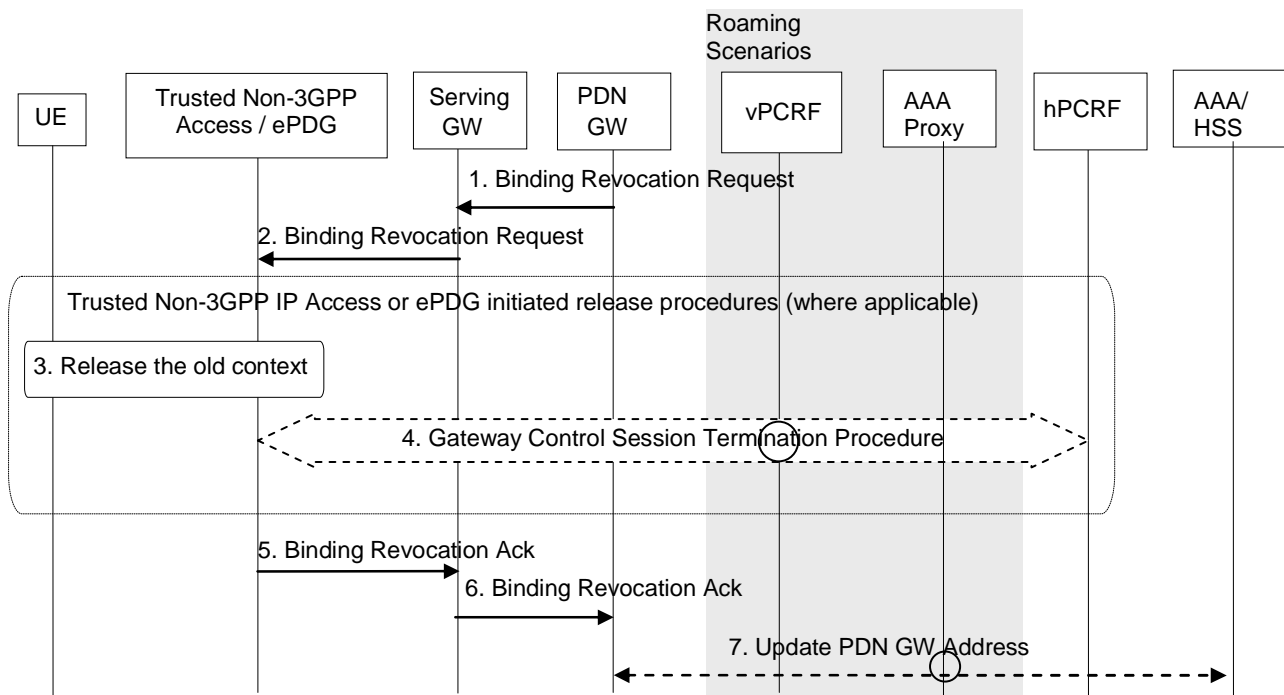 Roaming
Scenarios
UE
Trusted Non-3GPP
Access / ePDG
Serving
GW
PDN
GW
vPCRF
AAA
Proxy
hPCRF
AAA/
HSS
1. Binding Revocation Request
2. Binding Revocation Request
Trusted Non-3GPP IP Access or ePDG initiated release procedures (where applicable)
3. Release the old context
4. Gateway Control Session Termination Procedure
5. Binding Revocation Ack
6. Binding Revocation Ack
7. Update PDN GW Address